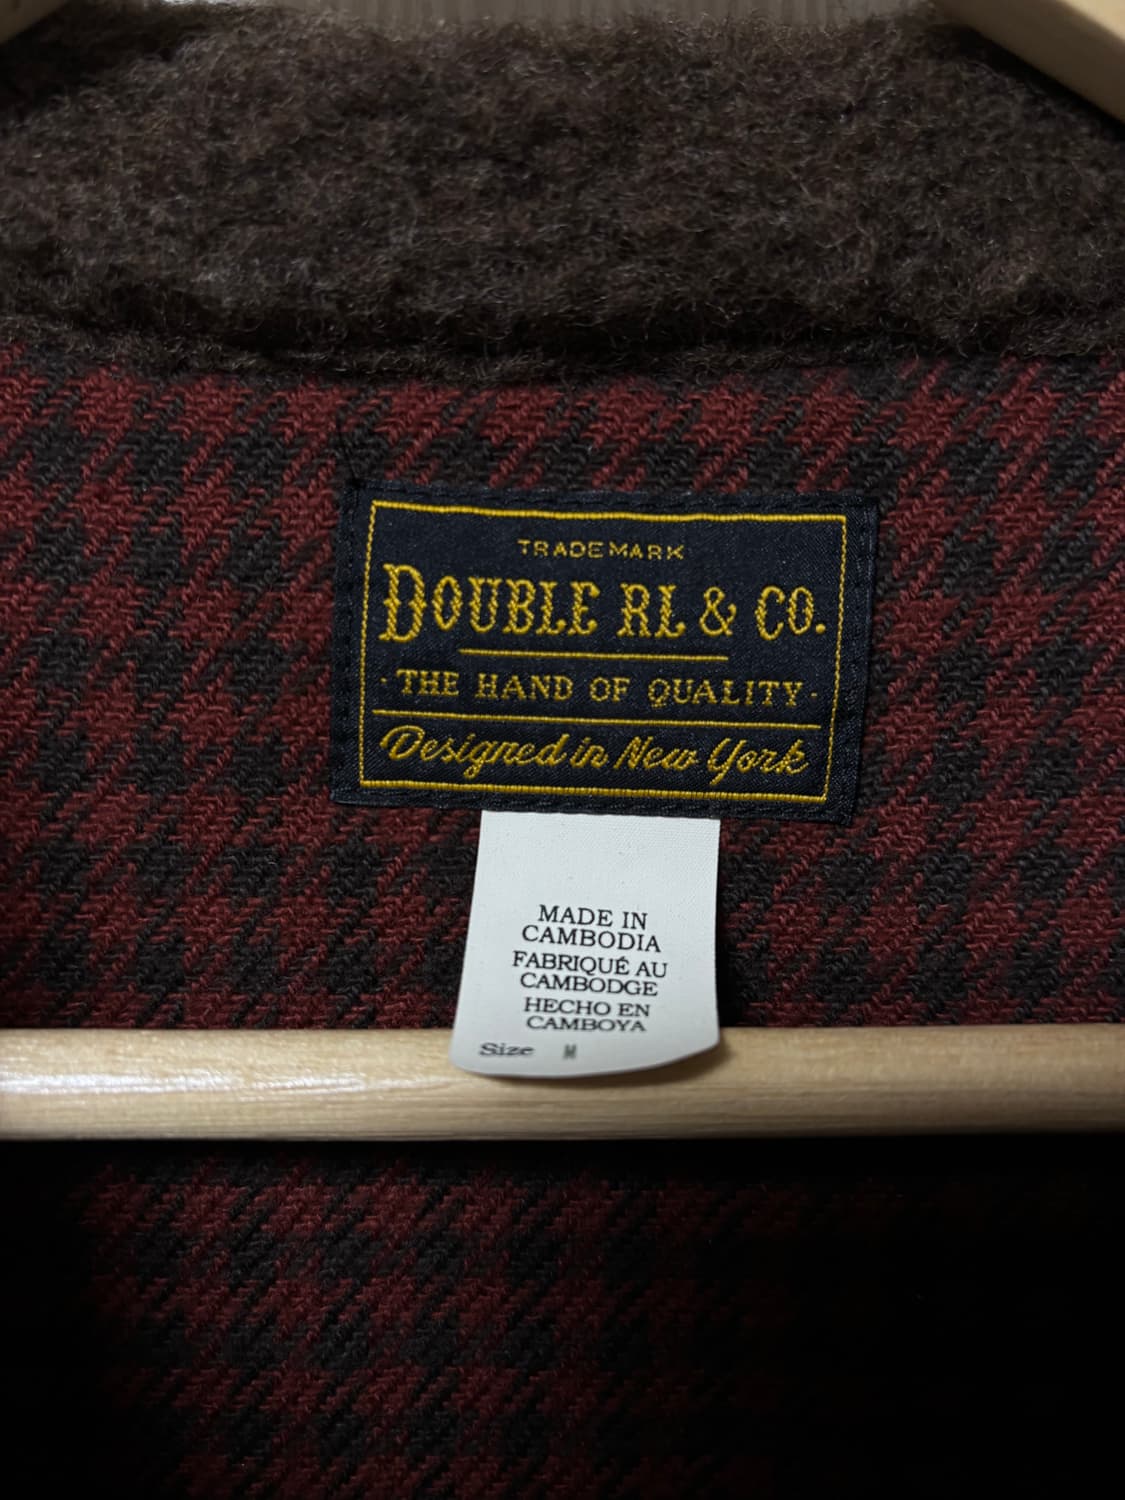 TRADEMARK
DOUBLE RL & CO.
· THE HAND OF QUALITY ·
Designed in New York
MADE IN
CAMBODIA
FABRIQUÉ AU
CAMBODGE
HECHO EN
CAMBOYA
Size M